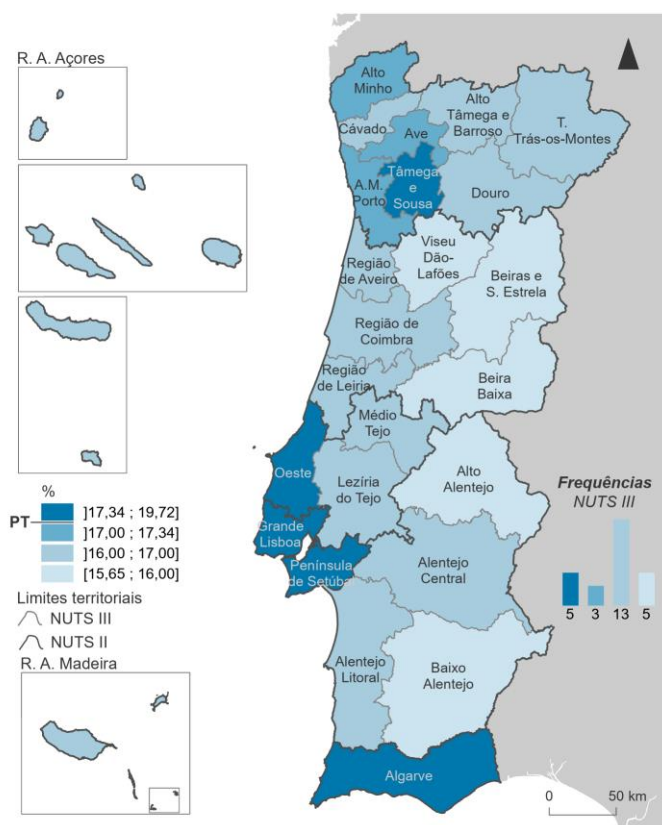 R. A. Açores
Alto
Minho
Alto
Tâmega e
Barroso
T.
Trás-os-Montes
Cávado
Ave
Tâmega
e
Sousa
A.M.
Porto
Douro
Viseu
Dão-
Lafões
Região
de Aveiro
Beiras e
S. Estrela
Região de
Coimbra
Região
de Leiria
Beira
Baixa
Médio
Tejo
Oeste
Lezíria
do Tejo
Alto
Alentejo
Grande
Lisboa
Península
de Setúbal
Alentejo
Central
Alentejo
Litoral
Baixo
Alentejo
Algarve
%
PT
]17,34 ; 19,72]
]17,00 ; 17,34]
]16,00 ; 17,00]
[15,65 ; 16,00]
Limites territoriais
NUTS III
NUTS II
R. A. Madeira
Frequências
NUTS III
5 3 13 5
0 50 km